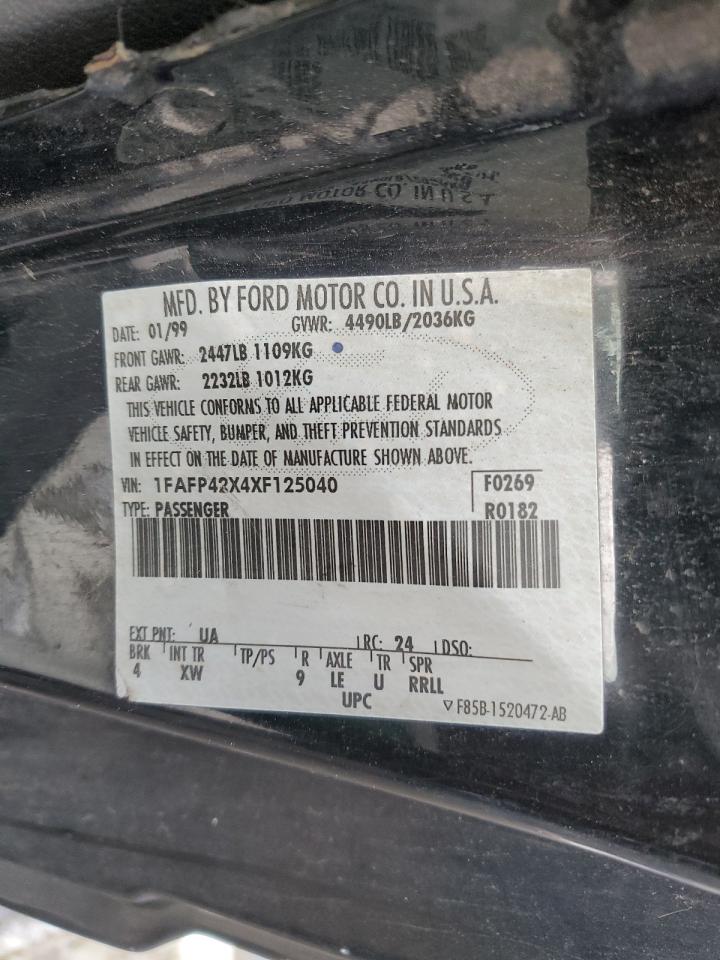 MFD. BY FORD MOTOR CO. IN U.S.A.
DATE: 01/99 GVWR: 4490LB/2036KG
FRONT GAWR: 2447LB 1109KG
REAR GAWR: 2232LB 1012KG
THIS VEHICLE CONFORMS TO ALL APPLICABLE FEDERAL MOTOR
VEHICLE SAFETY, BUMPER, AND THEFT PREVENTION STANDARDS
IN EFFECT ON THE DATE OF MANUFACTURE SHOWN ABOVE.
VIN: 1FAFP42X4XF125040 F0269
TYPE: PASSENGER R0182
EXT PNT: UA RC: 24 DSO:
BRK INT TR TP/PS R AXLE TR SPR
4 XW 9 LE U RRLL
UPC ▽ F85B-1520472-AB